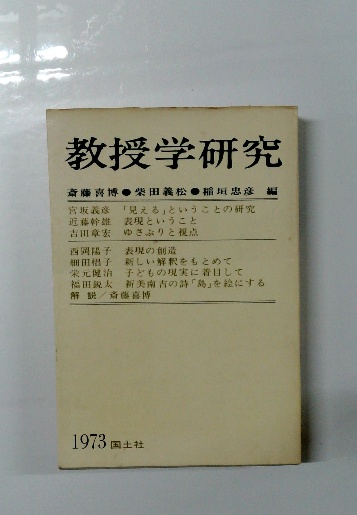 教授学研究
斎藤喜博●柴田義松●稲垣忠彦 編
宮坂義彦 「見える」ということの研究
近藤幹雄 表現ということ
吉田章宏 ゆさぶりと視点
西岡陽子 表現の創造
細田椙子 新しい解釈をもとめて
栄元健治 子どもの現実に着目して
福田鋭太 新美南吉の詩「島」を絵にする
解説／斎藤喜博
1973 国土社